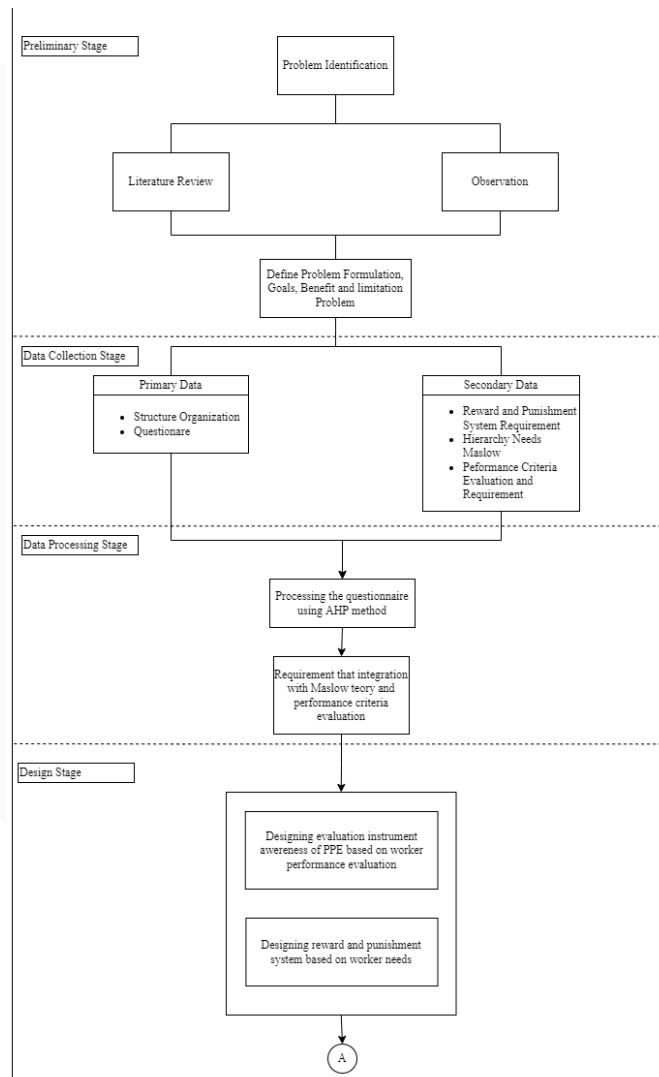 Preliminary Stage
Problem Identification
Literature Review
Observation
Define Problem Formulation,
Goals, Benefit and limitation
Problem
Data Collection Stage
Primary Data
Structure Organization
Questionare
Secondary Data
Reward and Punishment
System Requirement
Hierarchy Needs
Maslow
Peformance Criteria
Evaluation and
Requirement
Data Processing Stage
Processing the questionnaire
using AHP method
Requirement that integration
with Maslow teory and
performance criteria
evaluation
Design Stage
Designing evaluation instrument
awereness of PPE based on worker
performance evaluation
Designing reward and punishment
system based on worker needs
A